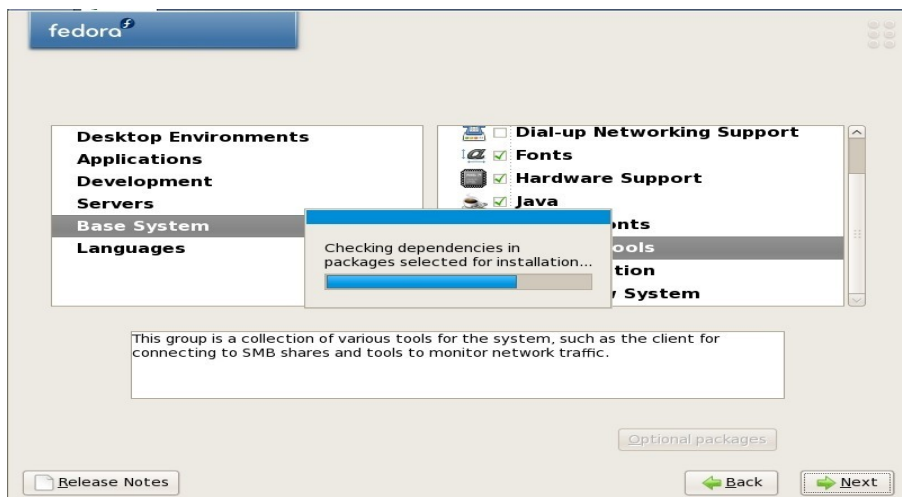 fedora
Desktop Environments
Applications
Development
Servers
Base System
Languages
Dial-up Networking Support
Fonts
Hardware Support
Java
Checking dependencies in
packages selected for installation...
System
This group is a collection of various tools for the system, such as the client for
connecting to SMB shares and tools to monitor network traffic.
Optional packages
Release Notes
Back
Next